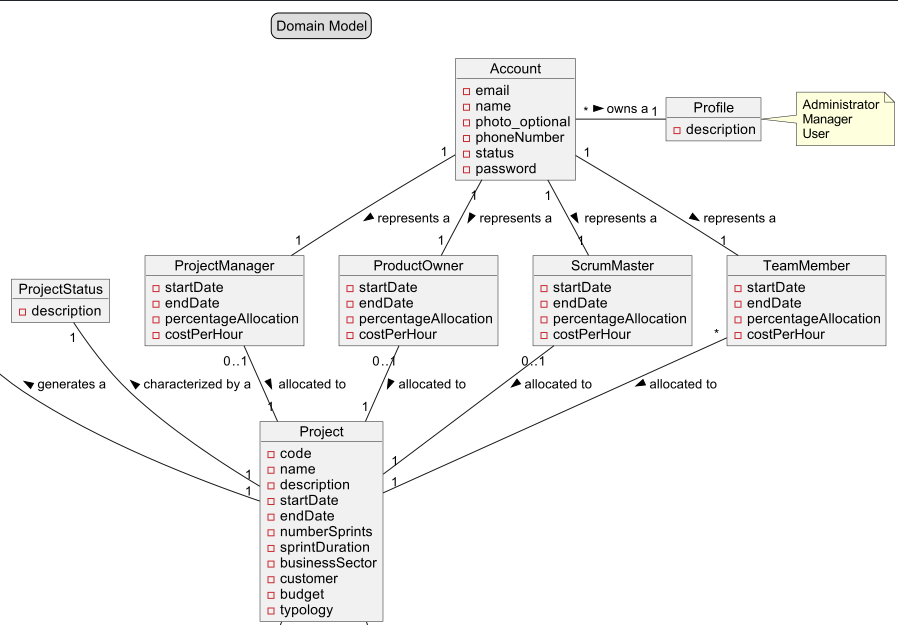 Domain Model
Account
email
name
photo_optional
phoneNumber
status
password
* owns a 1
Profile
description
Administrator
Manager
User
1
1
1
1
represents a
represents a
represents a
represents a
1
1
1
1
ProjectManager
startDate
endDate
percentageAllocation
costPerHour
ProductOwner
startDate
endDate
percentageAllocation
costPerHour
ScrumMaster
startDate
endDate
percentageAllocation
costPerHour
TeamMember
startDate
endDate
percentageAllocation
costPerHour
ProjectStatus
description
1
0..1
0..1
0..1
*
generates a
characterized by a
allocated to
allocated to
allocated to
allocated to
1
1
1
1
1
1
Project
code
name
description
startDate
endDate
numberSprints
sprintDuration
businessSector
customer
budget
typology